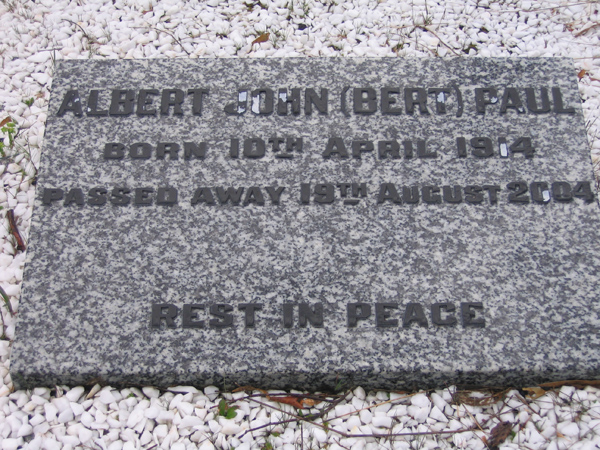 ALBERT JOHN (BERT) PAUL
BORN 10TH APRIL 1914
PASSED AWAY 19TH AUGUST 2004
REST IN PEACE